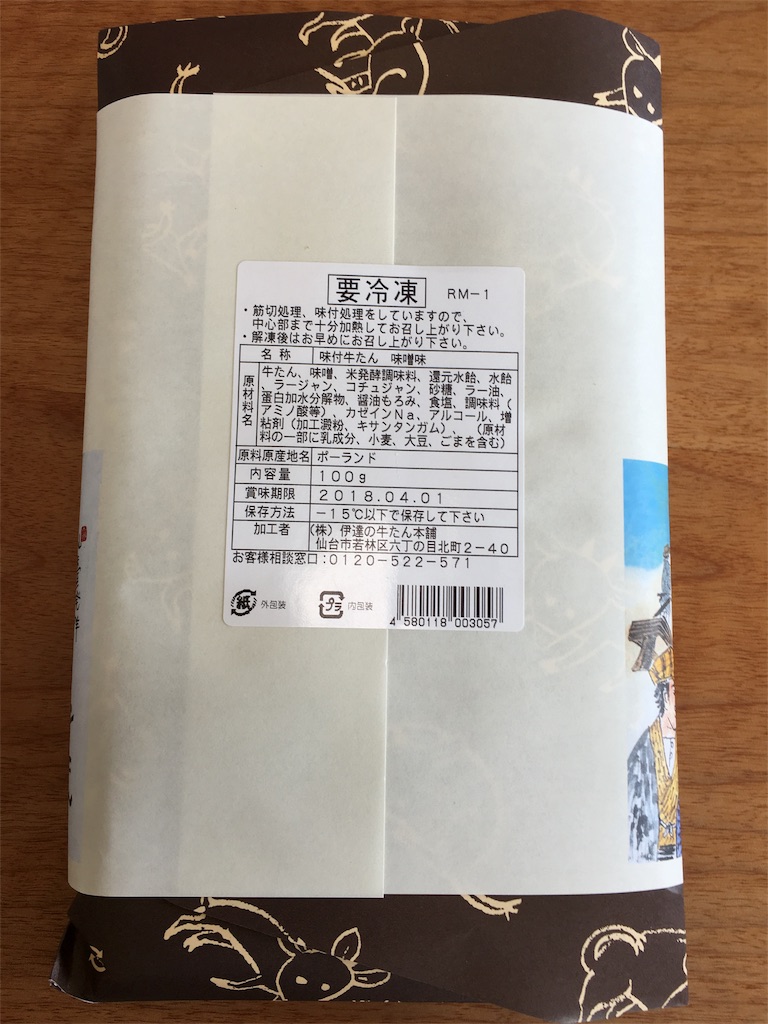 要冷凍 RM-1
・筋切処理、味付処理をしていますので、
中心部まで十分加熱してお召し上がり下さい。
・解凍後はお早めにお召し上がり下さい。
名称 味付牛たん 味噌味
原材料名
牛たん、味噌、米発酵調味料、還元水飴、水飴
、ラージャン、コチュジャン、砂糖、ラー油、
蛋白加水分解物、醤油もろみ、食塩、調味料（
アミノ酸等）、カゼインNa、アルコール、増
粘剤（加工澱粉、キサンタンガム）、（原材
料の一部に乳成分、小麦、大豆、ごまを含む）
原料原産地名 ポーランド
内容量 100g
賞味期限 2018.04.01
保存方法 -15℃以下で保存して下さい
加工者 (株) 伊達の牛たん本舗
仙台市若林区六丁の目北町2-40
お客様相談窓口:0120-522-571
紙 外包装 プラ 内包装
4 580118 003057